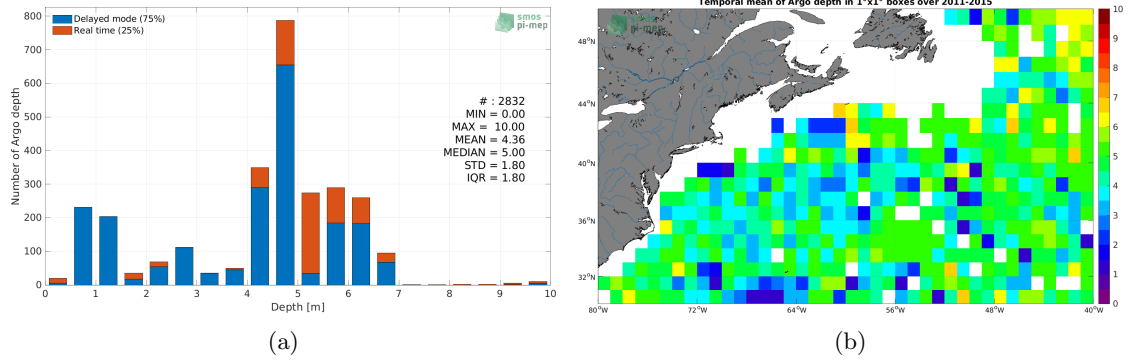 800
700
600
500
400
300
200
100
0
Number of Argo depth
Delayed mode (75%)
Real time (25%)
smos
pi-mep
# : 2832
MIN = 0.00
MAX = 10.00
MEAN = 4.36
MEDIAN = 5.00
STD = 1.80
IQR = 1.80
0 1 2 3 4 5 6 7 8 9 10
Depth [m]
(a)
Temporal mean of Argo depth in 1°x1° boxes over 2011-2015
smos
pi-mep
48°N
44°N
40°N
36°N
32°N
80°W 72°W 64°W 56°W 48°W 40°W
10
9
8
7
6
5
4
3
2
1
0
(b)